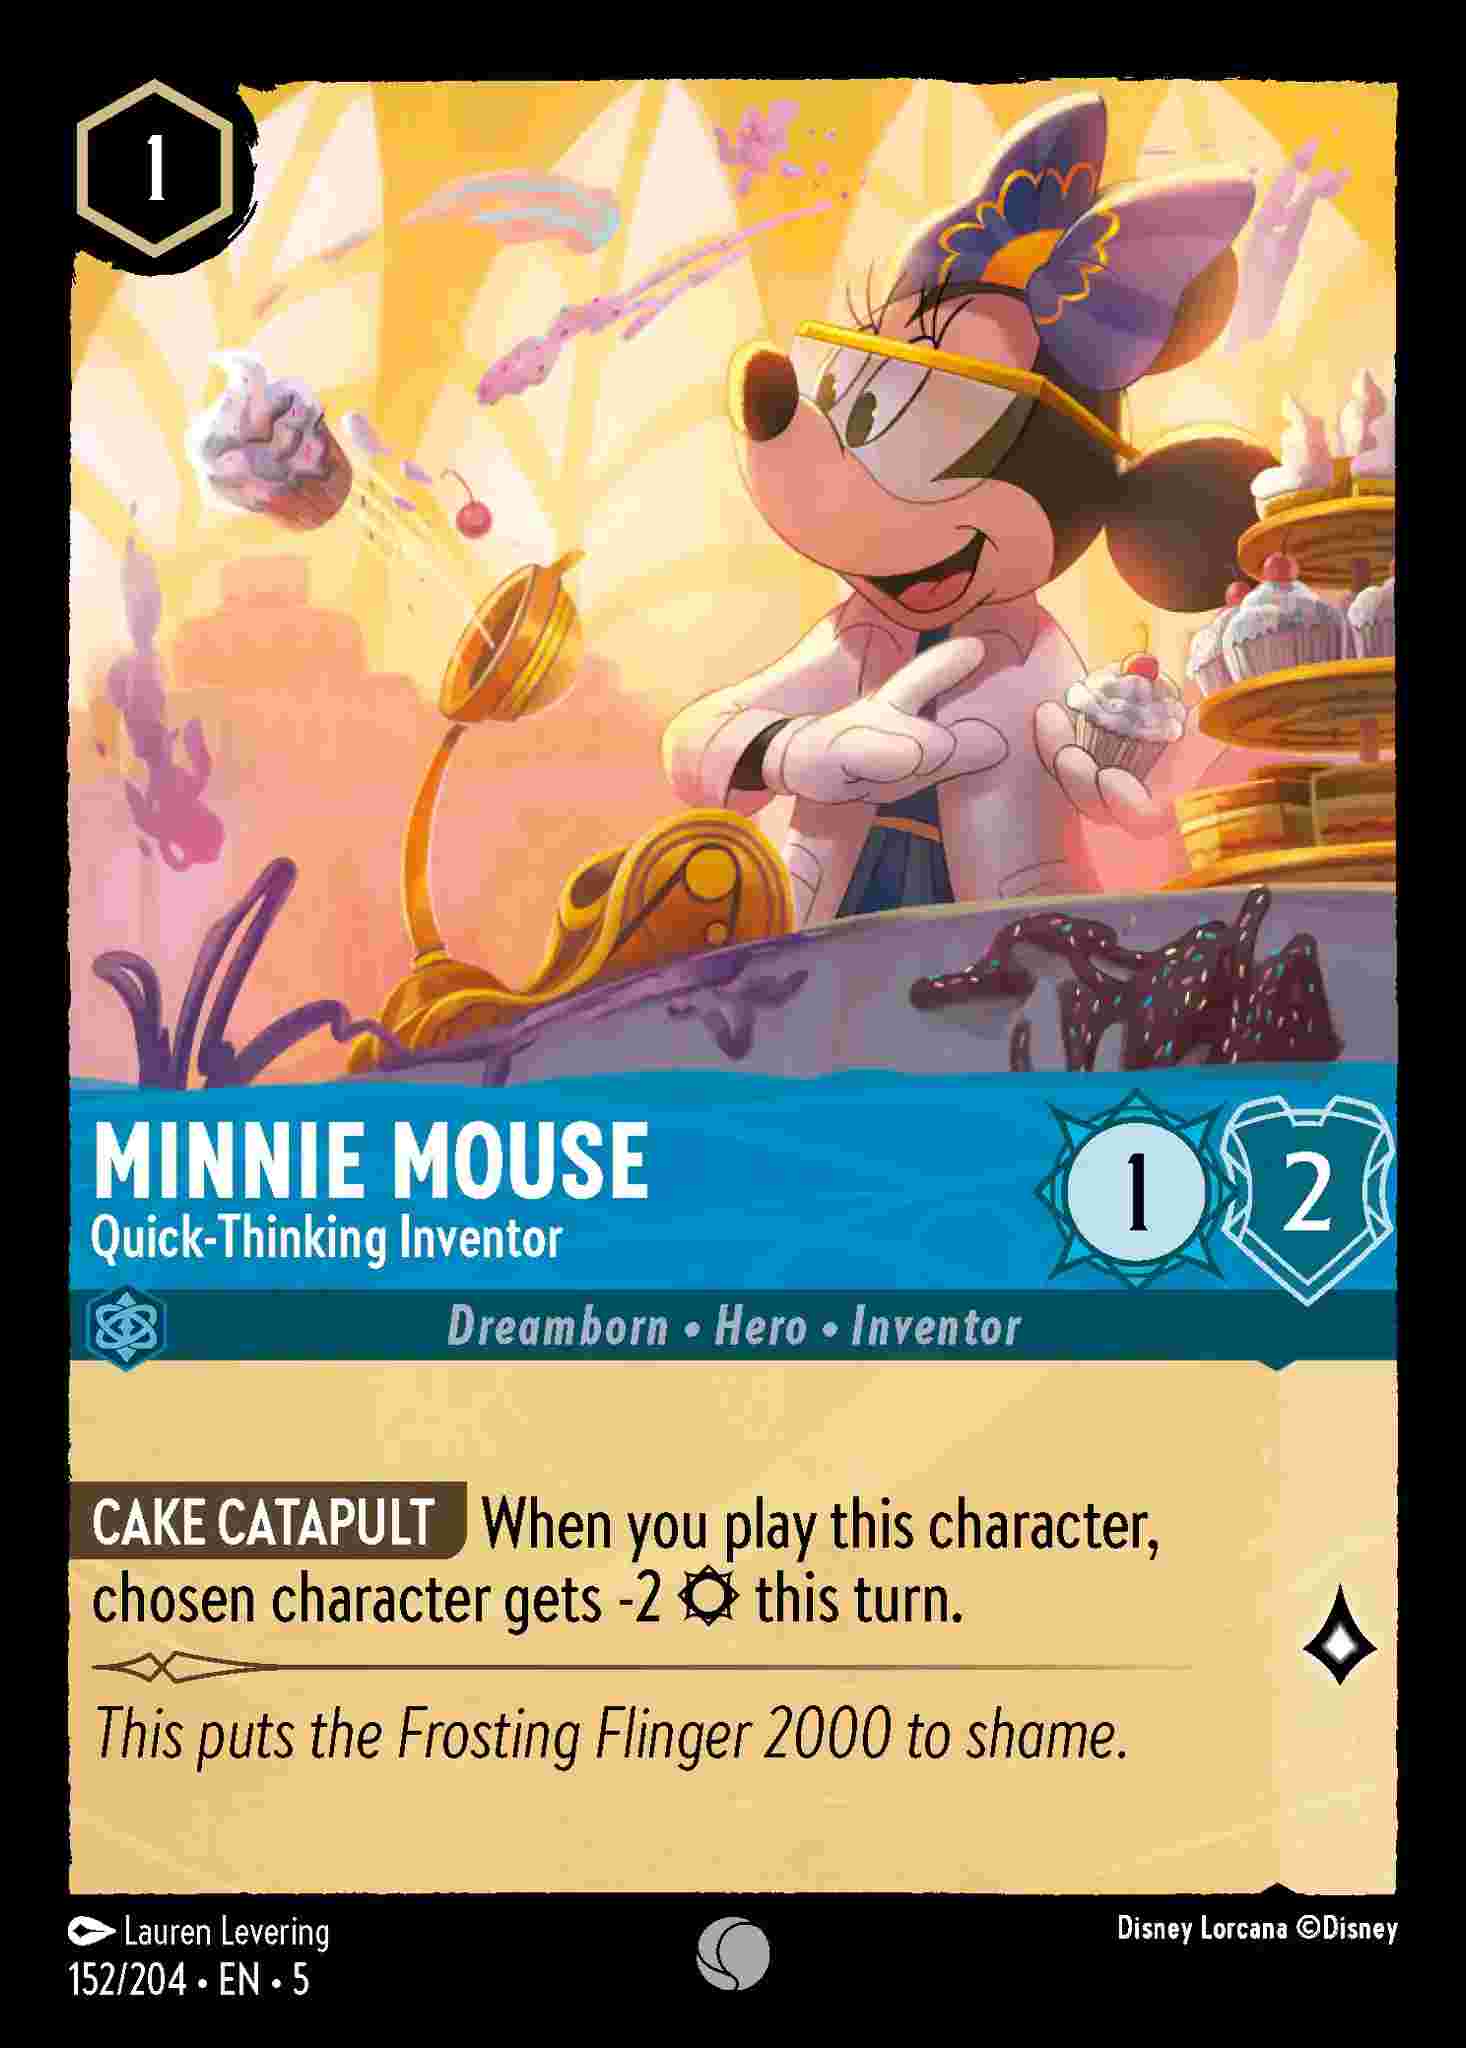 1
MINNIE MOUSE
Quick-Thinking Inventor
1
2
Dreamborn • Hero • Inventor
CAKE CATAPULT When you play this character,
chosen character gets -2 this turn.
This puts the Frosting Flinger 2000 to shame.
Lauren Levering
152/204 • EN • 5
Disney Lorcana ©Disney